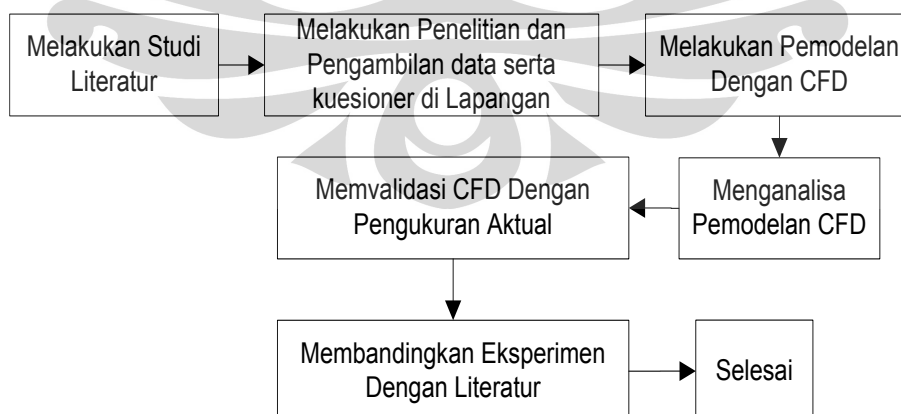 Melakukan Studi
Literatur
Melakukan Penelitian dan
Pengambilan data serta
kuesioner di Lapangan
Melakukan Pemodelan
Dengan CFD
Menganalisa
Pemodelan CFD
Memvalidasi CFD Dengan
Pengukuran Aktual
Membandingkan Eksperimen
Dengan Literatur
Selesai